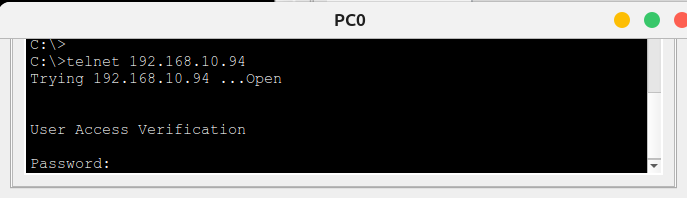 PC0
C:\>
C:\>telnet 192.168.10.94
Trying 192.168.10.94 ...Open
User Access Verification
Password: